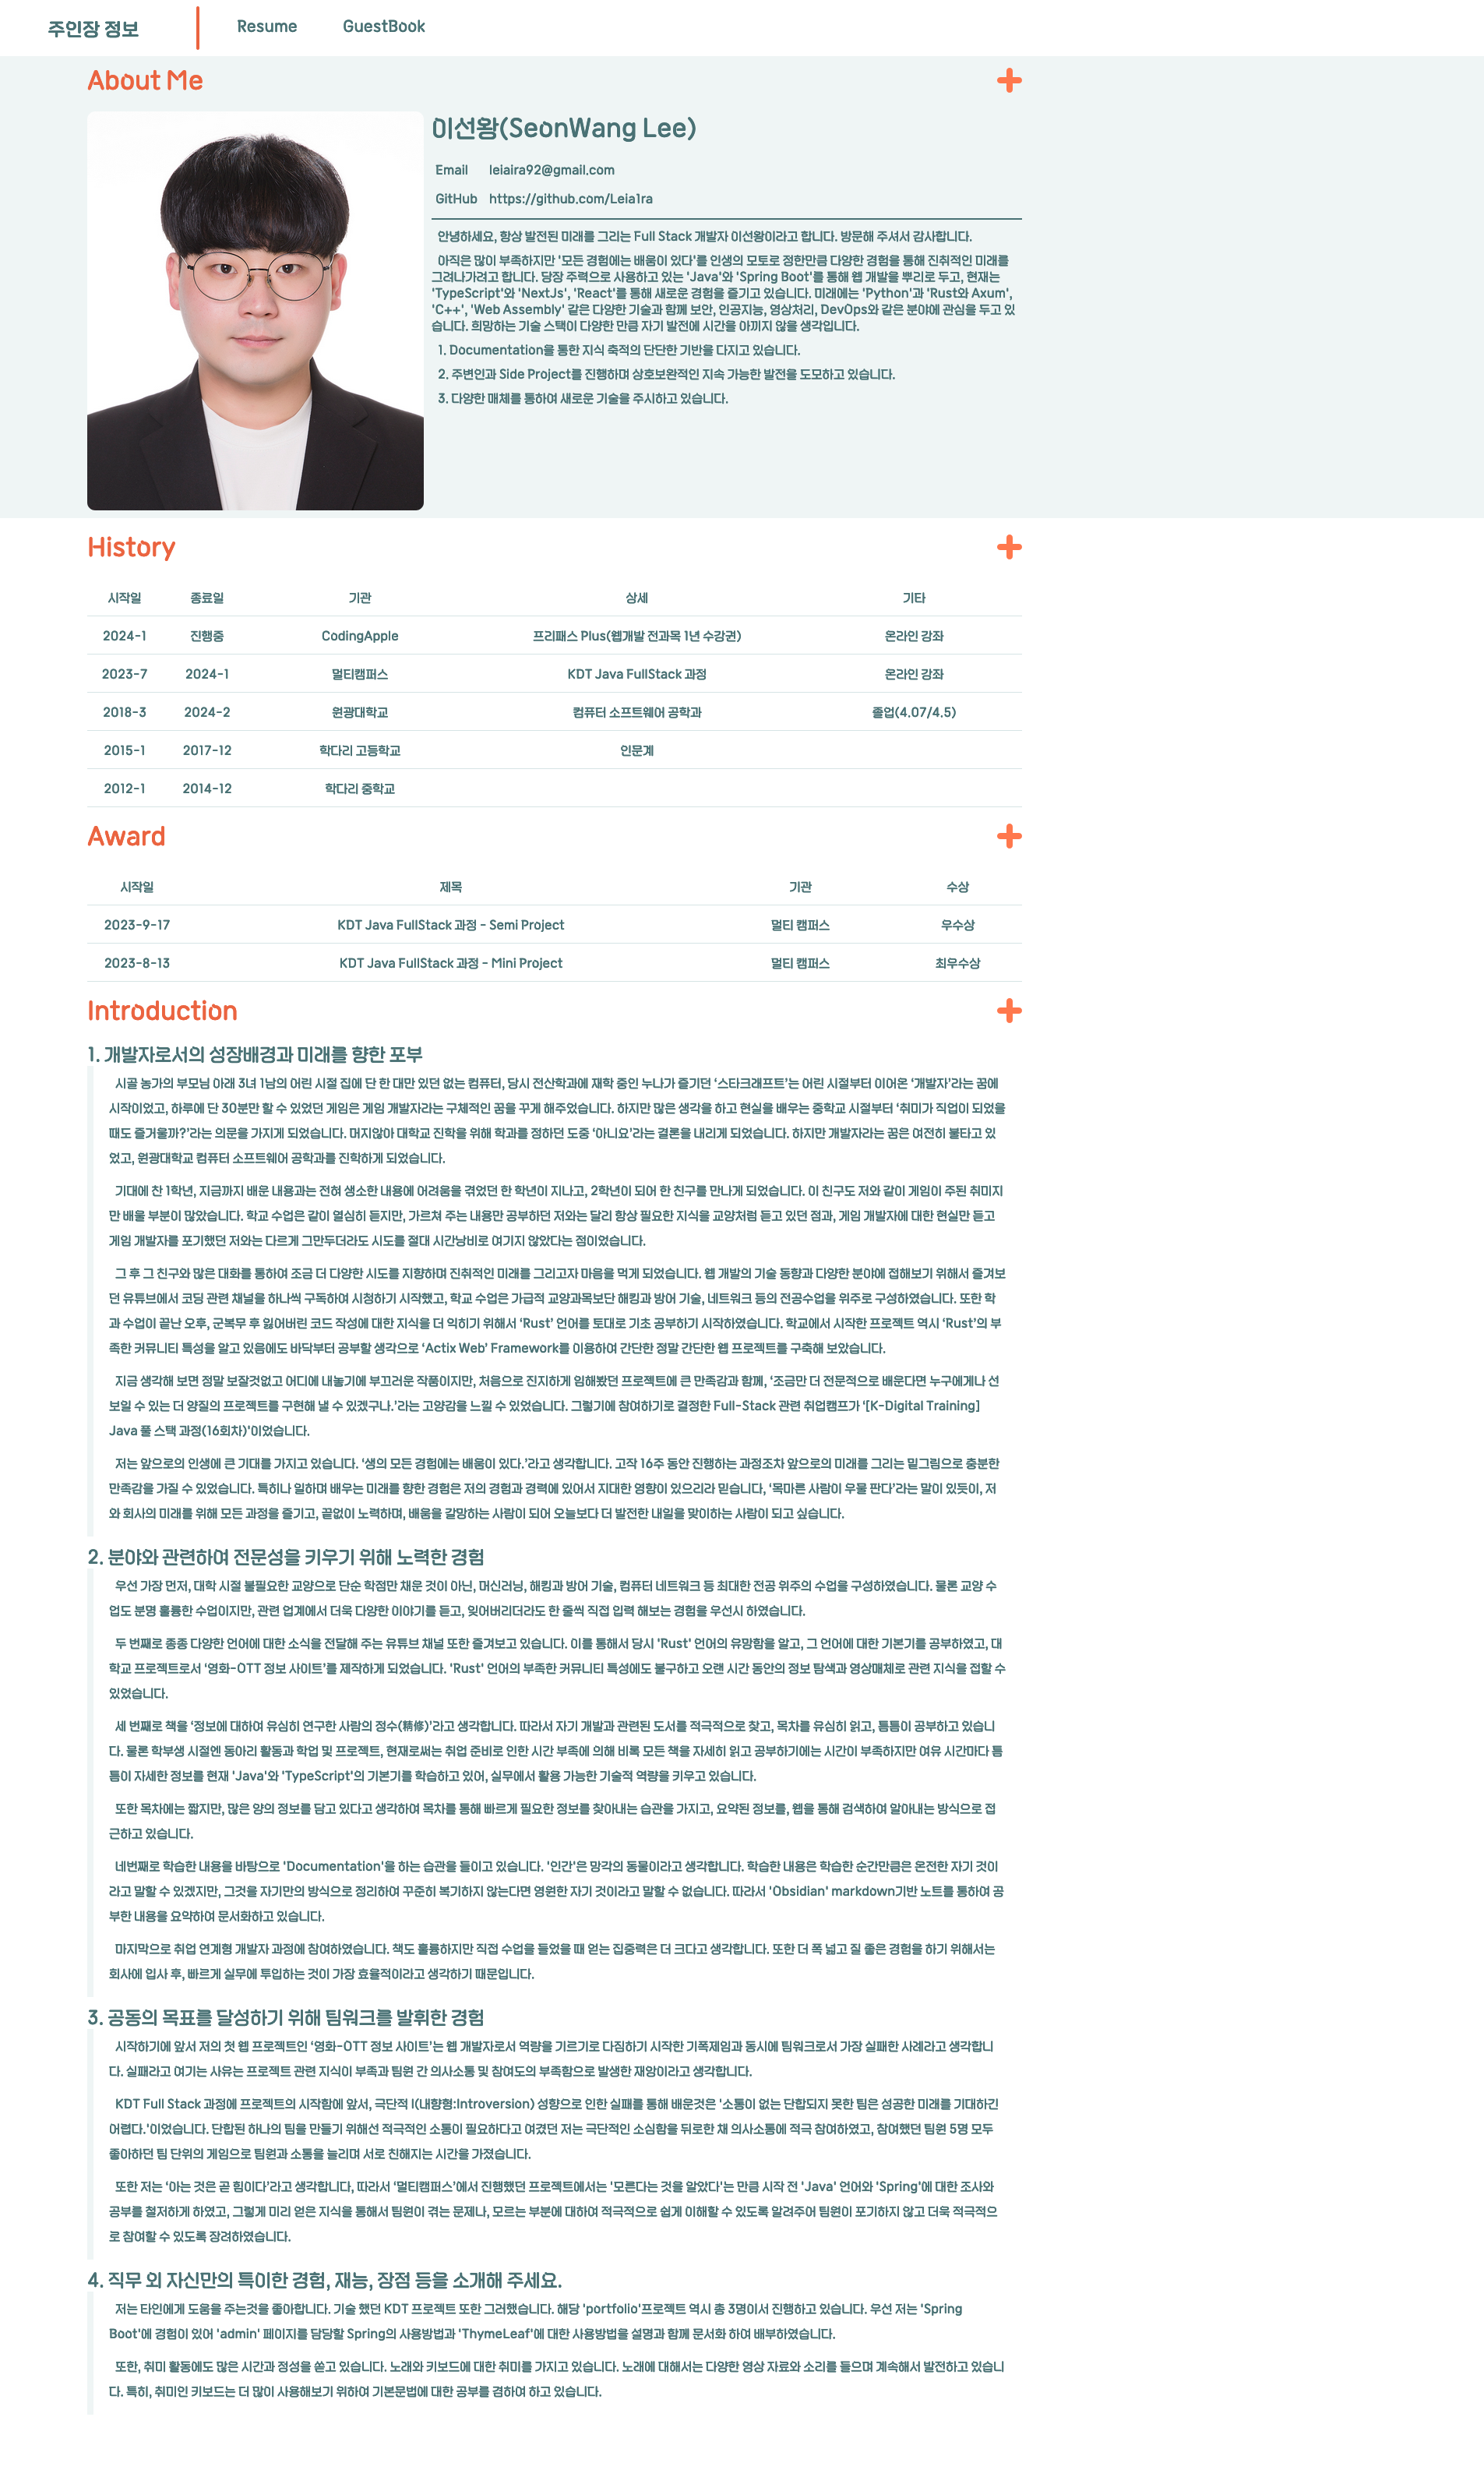 주인장 정보
Resume
GuestBook
About Me
이선왕(SeonWang Lee)
Email leiaira92@gmail.com
GitHub https://github.com/Leia1ra
안녕하세요, 항상 발전된 미래를 그리는 Full Stack 개발자 이선왕이라고 합니다. 방문해 주셔서 감사합니다.
아직은 많이 부족하지만 '모든 경험에는 배움이 있다'를 인생의 모토로 정한만큼 다양한 경험을 통해 진취적인 미래를
그려나가려고 합니다. 당장 주력으로 사용하고 있는 'Java'와 'Spring Boot'를 통해 웹 개발을 뿌리로 두고, 현재는
'TypeScript'와 'NextJs', 'React'를 통해 새로운 경험을 즐기고 있습니다. 미래에는 'Python'과 'Rust와 Axum',
'C++', 'Web Assembly' 같은 다양한 기술과 함께 보안, 인공지능, 영상처리, DevOps와 같은 분야에 관심을 두고 있
습니다. 희망하는 기술 스택이 다양한 만큼 자기 발전에 시간을 아끼지 않을 생각입니다.
1. Documentation을 통한 지식 축적의 단단한 기반을 다지고 있습니다.
2. 주변인과 Side Project를 진행하며 상호보완적인 지속 가능한 발전을 도모하고 있습니다.
3. 다양한 매체를 통하여 새로운 기술을 주시하고 있습니다.
History
시작일 종료일 기관 상세 기타
2024-1 진행중 CodingApple 프리패스 Plus(웹개발 전과목 1년 수강권) 온라인 강좌
2023-7 2024-1 멀티캠퍼스 KDT Java FullStack 과정 온라인 강좌
2018-3 2024-2 원광대학교 컴퓨터 소프트웨어 공학과 졸업(4.07/4.5)
2015-1 2017-12 학다리 고등학교 인문계
2012-1 2014-12 학다리 중학교
Award
시작일 제목 기관 수상
2023-9-17 KDT Java FullStack 과정 - Semi Project 멀티 캠퍼스 우수상
2023-8-13 KDT Java FullStack 과정 - Mini Project 멀티 캠퍼스 최우수상
Introduction
1. 개발자로서의 성장배경과 미래를 향한 포부
시골 농가의 부모님 아래 3녀 1남의 어린 시절 집에 단 한 대만 있던 없는 컴퓨터, 당시 전산학과에 재학 중인 누나가 즐기던 ‘스타크래프트’는 어린 시절부터 이어온 ‘개발자’라는 꿈에
시작이었고, 하루에 단 30분만 할 수 있었던 게임은 게임 개발자라는 구체적인 꿈을 꾸게 해주었습니다. 하지만 많은 생각을 하고 현실을 배우는 중학교 시절부터 ‘취미가 직업이 되었을
때도 즐거울까?’라는 의문을 가지게 되었습니다. 머지않아 대학교 진학을 위해 학과를 정하던 도중 ‘아니요’라는 결론을 내리게 되었습니다. 하지만 개발자라는 꿈은 여전히 불타고 있
었고, 원광대학교 컴퓨터 소프트웨어 공학과를 진학하게 되었습니다.
기대에 찬 1학년, 지금까지 배운 내용과는 전혀 생소한 내용에 어려움을 겪었던 한 학년이 지나고, 2학년이 되어 한 친구를 만나게 되었습니다. 이 친구도 저와 같이 게임이 주된 취미지
만 배울 부분이 많았습니다. 학교 수업은 같이 열심히 듣지만, 가르쳐 주는 내용만 공부하던 저와는 달리 항상 필요한 지식을 교양처럼 듣고 있던 점과, 게임 개발자에 대한 현실만 듣고
게임 개발자를 포기했던 저와는 다르게 그만두더라도 시도를 절대 시간낭비로 여기지 않았다는 점이었습니다.
그 후 그 친구와 많은 대화를 통하여 조금 더 다양한 시도를 지향하며 진취적인 미래를 그리고자 마음을 먹게 되었습니다. 웹 개발의 기술 동향과 다양한 분야에 접해보기 위해서 즐겨보
던 유튜브에서 코딩 관련 채널을 하나씩 구독하여 시청하기 시작했고, 학교 수업은 가급적 교양과목보단 해킹과 방어 기술, 네트워크 등의 전공수업을 위주로 구성하였습니다. 또한 학
과 수업이 끝난 오후, 군복무 후 잃어버린 코드 작성에 대한 지식을 더 익히기 위해서 ‘Rust’ 언어를 토대로 기초 공부하기 시작하였습니다. 학교에서 시작한 프로젝트 역시 ‘Rust’의 부
족한 커뮤니티 특성을 알고 있음에도 바닥부터 공부할 생각으로 ‘Actix Web’ Framework를 이용하여 간단한 정말 간단한 웹 프로젝트를 구축해 보았습니다.
지금 생각해 보면 정말 보잘것없고 어디에 내놓기에 부끄러운 작품이지만, 처음으로 진지하게 임해봤던 프로젝트에 큰 만족감과 함께, ‘조금만 더 전문적으로 배운다면 누구에게나 선
보일 수 있는 더 양질의 프로젝트를 구현해 낼 수 있겠구나.’라는 고양감을 느낄 수 있었습니다. 그렇기에 참여하기로 결정한 Full-Stack 관련 취업캠프가 ‘[K-Digital Training]
Java 풀 스택 과정(16회차)'이었습니다.
저는 앞으로의 인생에 큰 기대를 가지고 있습니다. ‘생의 모든 경험에는 배움이 있다.’라고 생각합니다. 고작 16주 동안 진행하는 과정조차 앞으로의 미래를 그리는 밑그림으로 충분한
만족감을 가질 수 있었습니다. 특히나 일하며 배우는 미래를 향한 경험은 저의 경험과 경력에 있어서 지대한 영향이 있으리라 믿습니다, ‘목마른 사람이 우물 판다’라는 말이 있듯이, 저
와 회사의 미래를 위해 모든 과정을 즐기고, 끝없이 노력하며, 배움을 갈망하는 사람이 되어 오늘보다 더 발전한 내일을 맞이하는 사람이 되고 싶습니다.
2. 분야와 관련하여 전문성을 키우기 위해 노력한 경험
우선 가장 먼저, 대학 시절 불필요한 교양으로 단순 학점만 채운 것이 아닌, 머신러닝, 해킹과 방어 기술, 컴퓨터 네트워크 등 최대한 전공 위주의 수업을 구성하였습니다. 물론 교양 수
업도 분명 훌륭한 수업이지만, 관련 업계에서 더욱 다양한 이야기를 듣고, 잊어버리더라도 한 줄씩 직접 입력 해보는 경험을 우선시 하였습니다.
두 번째로 종종 다양한 언어에 대한 소식을 전달해 주는 유튜브 채널 또한 즐겨보고 있습니다. 이를 통해서 당시 'Rust' 언어의 유망함을 알고, 그 언어에 대한 기본기를 공부하였고, 대
학교 프로젝트로서 ‘영화-OTT 정보 사이트’를 제작하게 되었습니다. ‘Rust' 언어의 부족한 커뮤니티 특성에도 불구하고 오랜 시간 동안의 정보 탐색과 영상매체로 관련 지식을 접할 수
있었습니다.
세 번째로 책을 ‘정보에 대하여 유심히 연구한 사람의 정수(精修)’라고 생각합니다. 따라서 자기 개발과 관련된 도서를 적극적으로 찾고, 목차를 유심히 읽고, 틈틈이 공부하고 있습니
다. 물론 학부생 시절엔 동아리 활동과 학업 및 프로젝트, 현재로써는 취업 준비로 인한 시간 부족에 의해 비록 모든 책을 자세히 읽고 공부하기에는 시간이 부족하지만 여유 시간마다 틈
틈이 자세한 정보를 현재 'Java'와 'TypeScript'의 기본기를 학습하고 있어, 실무에서 활용 가능한 기술적 역량을 키우고 있습니다.
또한 목차에는 짧지만, 많은 양의 정보를 담고 있다고 생각하여 목차를 통해 빠르게 필요한 정보를 찾아내는 습관을 가지고, 요약된 정보를, 웹을 통해 검색하여 알아내는 방식으로 접
근하고 있습니다.
네번째로 학습한 내용을 바탕으로 'Documentation'을 하는 습관을 들이고 있습니다. '인간'은 망각의 동물이라고 생각합니다. 학습한 내용은 학습한 순간만큼은 온전한 자기 것이
라고 말할 수 있겠지만, 그것을 자기만의 방식으로 정리하여 꾸준히 복기하지 않는다면 영원한 자기 것이라고 말할 수 없습니다. 따라서 'Obsidian' markdown기반 노트를 통하여 공
부한 내용을 요약하여 문서화하고 있습니다.
마지막으로 취업 연계형 개발자 과정에 참여하였습니다. 책도 훌륭하지만 직접 수업을 들었을 때 얻는 집중력은 더 크다고 생각합니다. 또한 더 폭 넓고 질 좋은 경험을 하기 위해서는
회사에 입사 후, 빠르게 실무에 투입하는 것이 가장 효율적이라고 생각하기 때문입니다.
3. 공동의 목표를 달성하기 위해 팀워크를 발휘한 경험
시작하기에 앞서 저의 첫 웹 프로젝트인 ‘영화-OTT 정보 사이트’는 웹 개발자로서 역량을 기르기로 다짐하기 시작한 기폭제임과 동시에 팀워크로서 가장 실패한 사례라고 생각합니
다. 실패라고 여기는 사유는 프로젝트 관련 지식이 부족과 팀원 간 의사소통 및 참여도의 부족함으로 발생한 재앙이라고 생각합니다.
KDT Full Stack 과정에 프로젝트의 시작함에 앞서, 극단적 I(내향형:Introversion) 성향으로 인한 실패를 통해 배운것은 '소통이 없는 단합되지 못한 팀은 성공한 미래를 기대하긴
어렵다.'이었습니다. 단합된 하나의 팀을 만들기 위해선 적극적인 소통이 필요하다고 여겼던 저는 극단적인 소심함을 뒤로한 채 의사소통에 적극 참여하였고, 참여했던 팀원 5명 모두
좋아하던 팀 단위의 게임으로 팀원과 소통을 늘리며 서로 친해지는 시간을 가졌습니다.
또한 저는 ‘아는 것은 곧 힘이다’라고 생각합니다, 따라서 ‘멀티캠퍼스’에서 진행했던 프로젝트에서는 '모른다는 것을 알았다'는 만큼 시작 전 'Java' 언어와 'Spring'에 대한 조사와
공부를 철저하게 하였고, 그렇게 미리 얻은 지식을 통해서 팀원이 겪는 문제나, 모르는 부분에 대하여 적극적으로 쉽게 이해할 수 있도록 알려주어 팀원이 포기하지 않고 더욱 적극적으
로 참여할 수 있도록 장려하였습니다.
4. 직무 외 자신만의 특이한 경험, 재능, 장점 등을 소개해 주세요.
저는 타인에게 도움을 주는것을 좋아합니다. 기술 했던 KDT 프로젝트 또한 그러했습니다. 해당 'portfolio'프로젝트 역시 총 3명이서 진행하고 있습니다. 우선 저는 'Spring
Boot'에 경험이 있어 'admin' 페이지를 담당할 Spring의 사용방법과 'ThymeLeaf'에 대한 사용방법을 설명과 함께 문서화 하여 배부하였습니다.
또한, 취미 활동에도 많은 시간과 정성을 쏟고 있습니다. 노래와 키보드에 대한 취미를 가지고 있습니다. 노래에 대해서는 다양한 영상 자료와 소리를 들으며 계속해서 발전하고 있습니
다. 특히, 취미인 키보드는 더 많이 사용해보기 위하여 기본문법에 대한 공부를 겸하여 하고 있습니다.